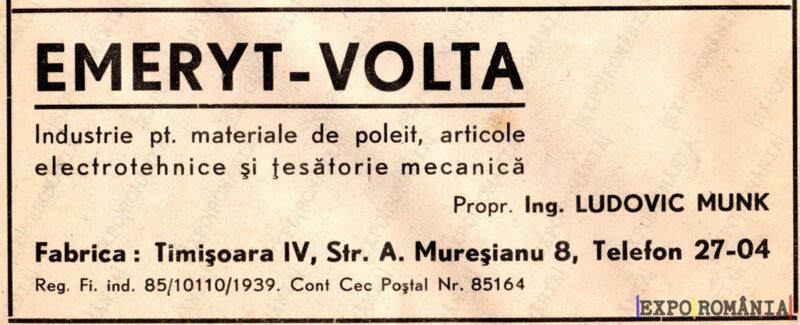 EMERYT-VOLTA
Industrie pt. materiale de poleit, articole
electrotehnice şi ţesătorie mecanică
Propr. Ing. LUDOVIC MUNK
Fabrica : Timişoara IV, Str. A. Mureşianu 8, Telefon 27-04
Reg. Fi. ind. 85/10110/1939. Cont Cec Poştal Nr. 85164
|EXPO|ROMÂNIA|